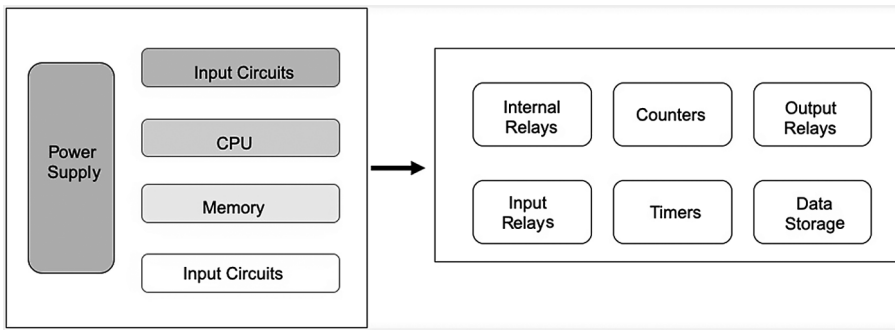 Power
Supply
Input Circuits
CPU
Memory
Input Circuits
Internal
Relays
Counters
Output
Relays
Input
Relays
Timers
Data
Storage